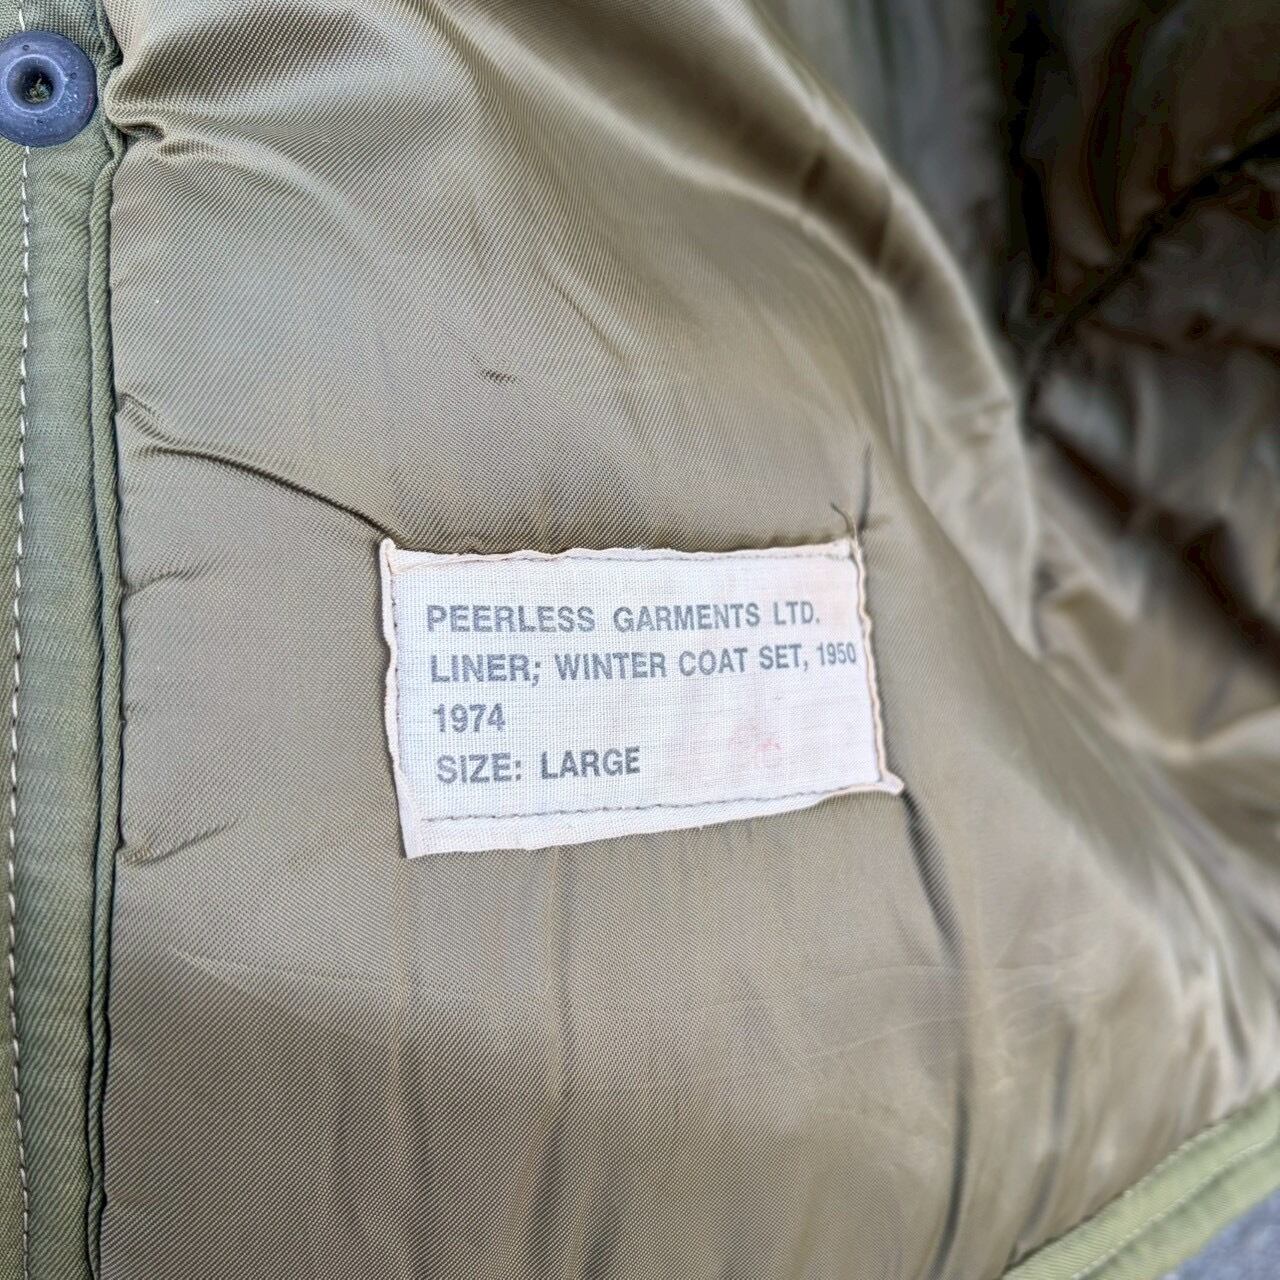 PEERLESS GARMENTS LTD.
LINER; WINTER COAT SET, 1950
1974
SIZE: LARGE